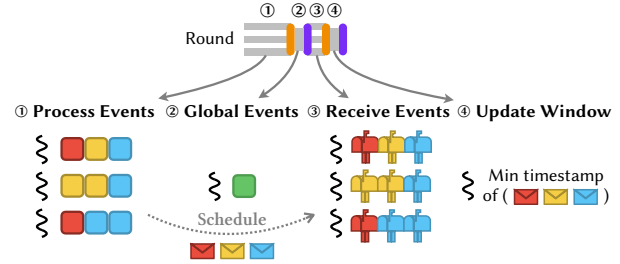 ① ② ③ ④
Round
① Process Events ② Global Events ③ Receive Events ④ Update Window
Schedule
Min timestamp
of ( )